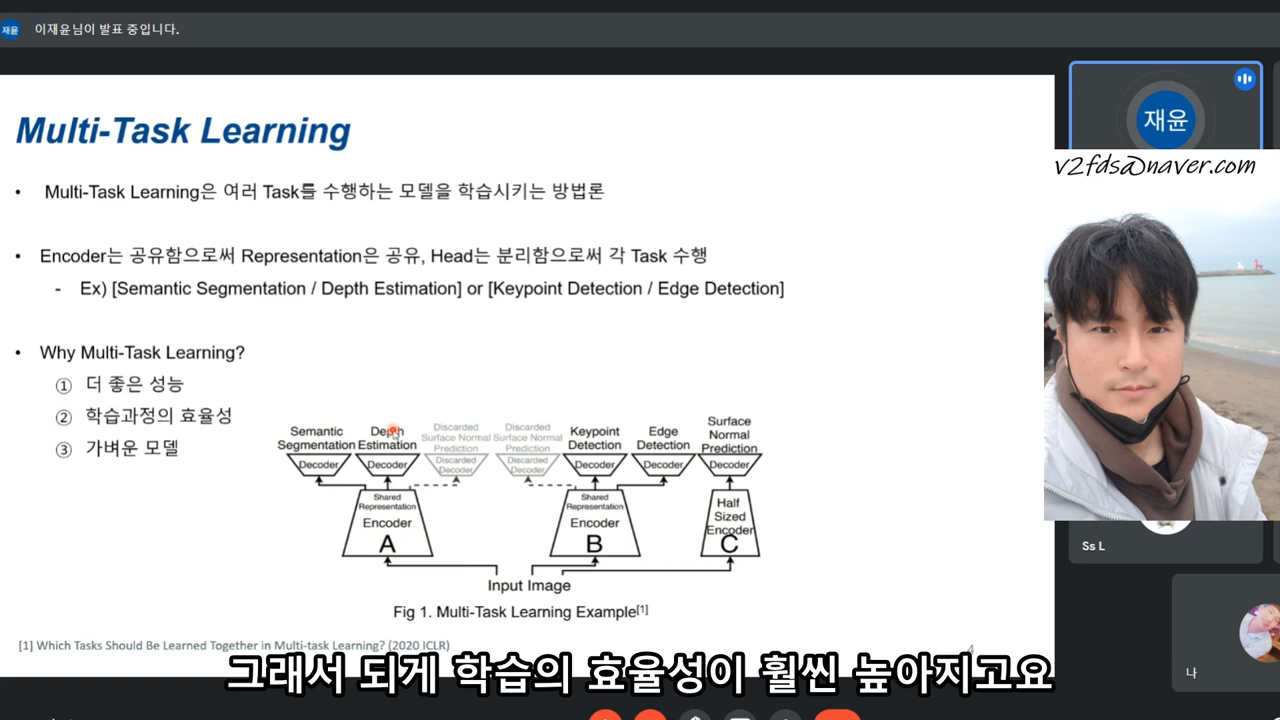 재윤 이재윤님이 발표 중입니다.
재윤
v2fds@naver.com
Multi-Task Learning
• Multi-Task Learning은 여러 Task를 수행하는 모델을 학습시키는 방법론
• Encoder는 공유함으로써 Representation은 공유, Head는 분리함으로써 각 Task 수행
- Ex) [Semantic Segmentation / Depth Estimation] or [Keypoint Detection / Edge Detection]
• Why Multi-Task Learning?
① 더 좋은 성능
② 학습과정의 효율성
③ 가벼운 모델
Semantic Segmentation
Depth Estimation
Discarded Surface Normal Prediction
Discarded Surface Normal Prediction
Keypoint Detection
Edge Detection
Surface Normal Prediction
Decoder
Decoder
Discarded Decoder
Discarded Decoder
Decoder
Decoder
Decoder
Shared Representation
Encoder
A
Shared Representation
Encoder
B
Half Sized Encoder
C
Input Image
Fig 1. Multi-Task Learning Example[1]
[1] Which Tasks Should Be Learned Together in Multi-task Learning? (2020 ICLR)
4
그래서 되게 학습의 효율성이 훨씬 높아지고요
Ss L
나